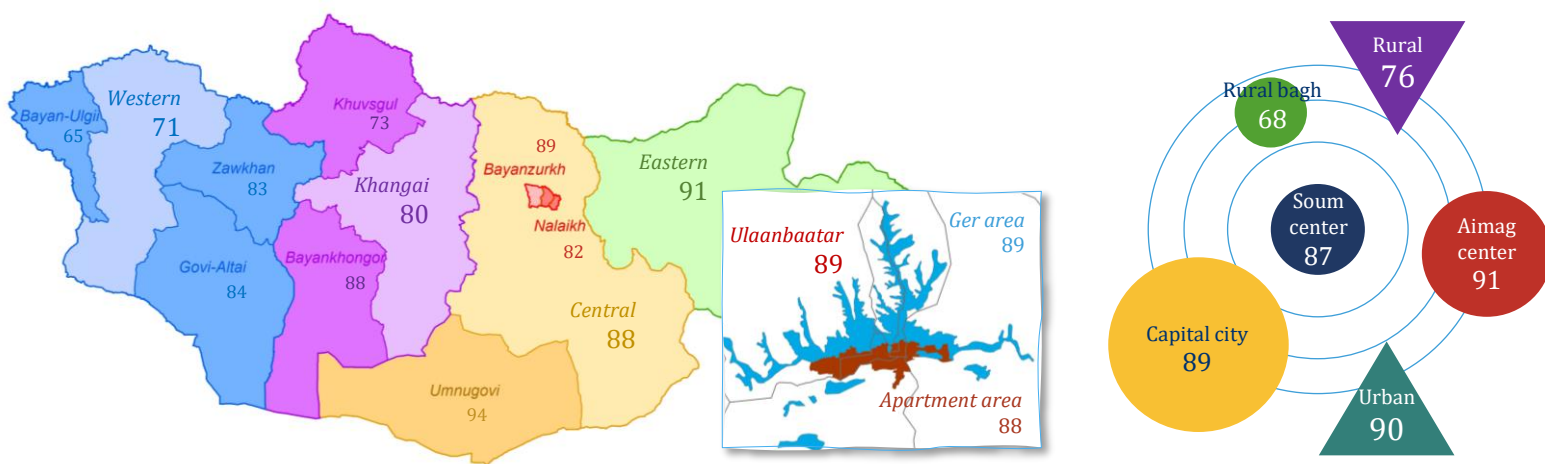 Bayan-Ulgii
65
Western
71
Khuvsgul
73
Zawkhan
83
Khangai
80
Govi-Altai
84
Bayankhongor
88
89
Bayanzurkh
Nalaikh
82
Eastern
91
Central
88
Umnugovi
94
Ulaanbaatar
89
Ger area
89
Apartment area
88
Rural
76
Rural bagh
68
Soum
center
87
Aimag
center
91
Capital city
89
Urban
90